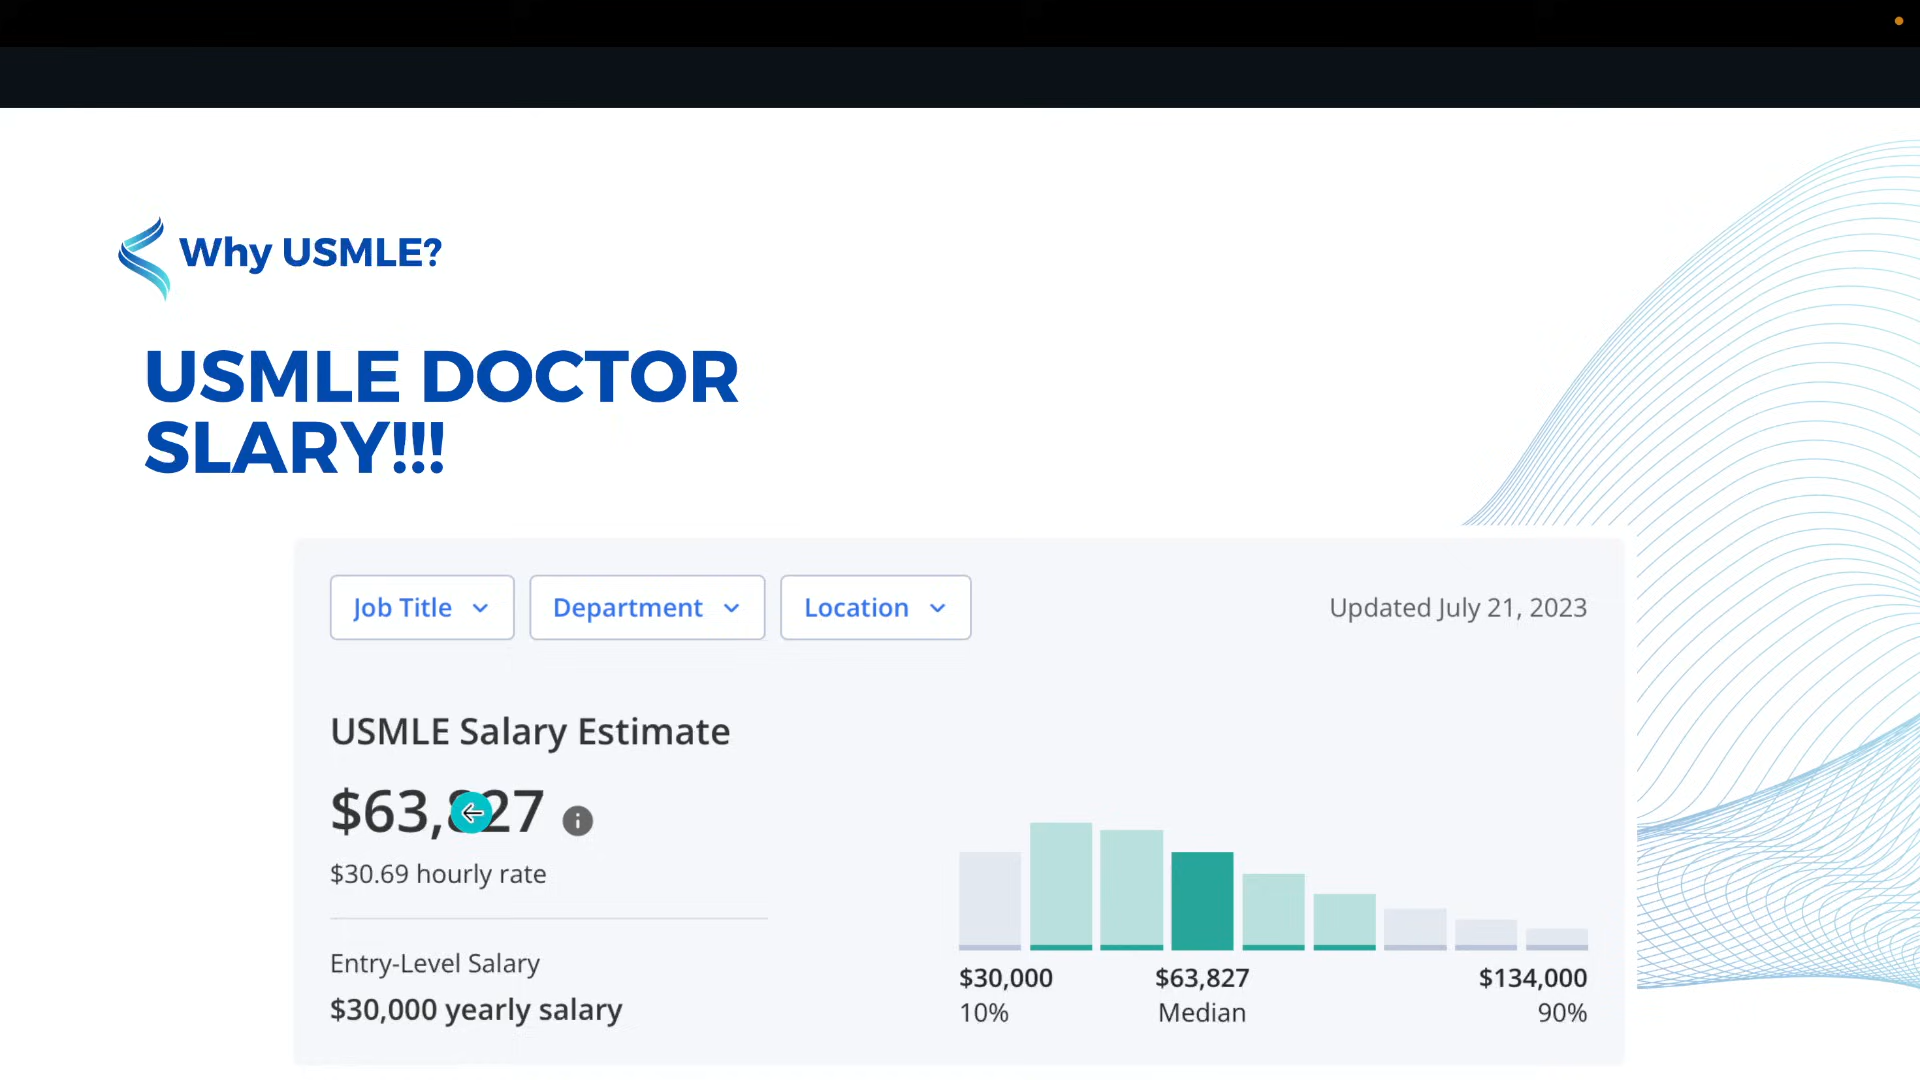 Why USMLE?
USMLE DOCTOR
SLARY!!!
Job Title
Department
Location
Updated July 21, 2023
USMLE Salary Estimate
$63,827
$30.69 hourly rate
Entry-Level Salary
$30,000 yearly salary
$30,000
$63,827
$134,000
10%
Median
90%